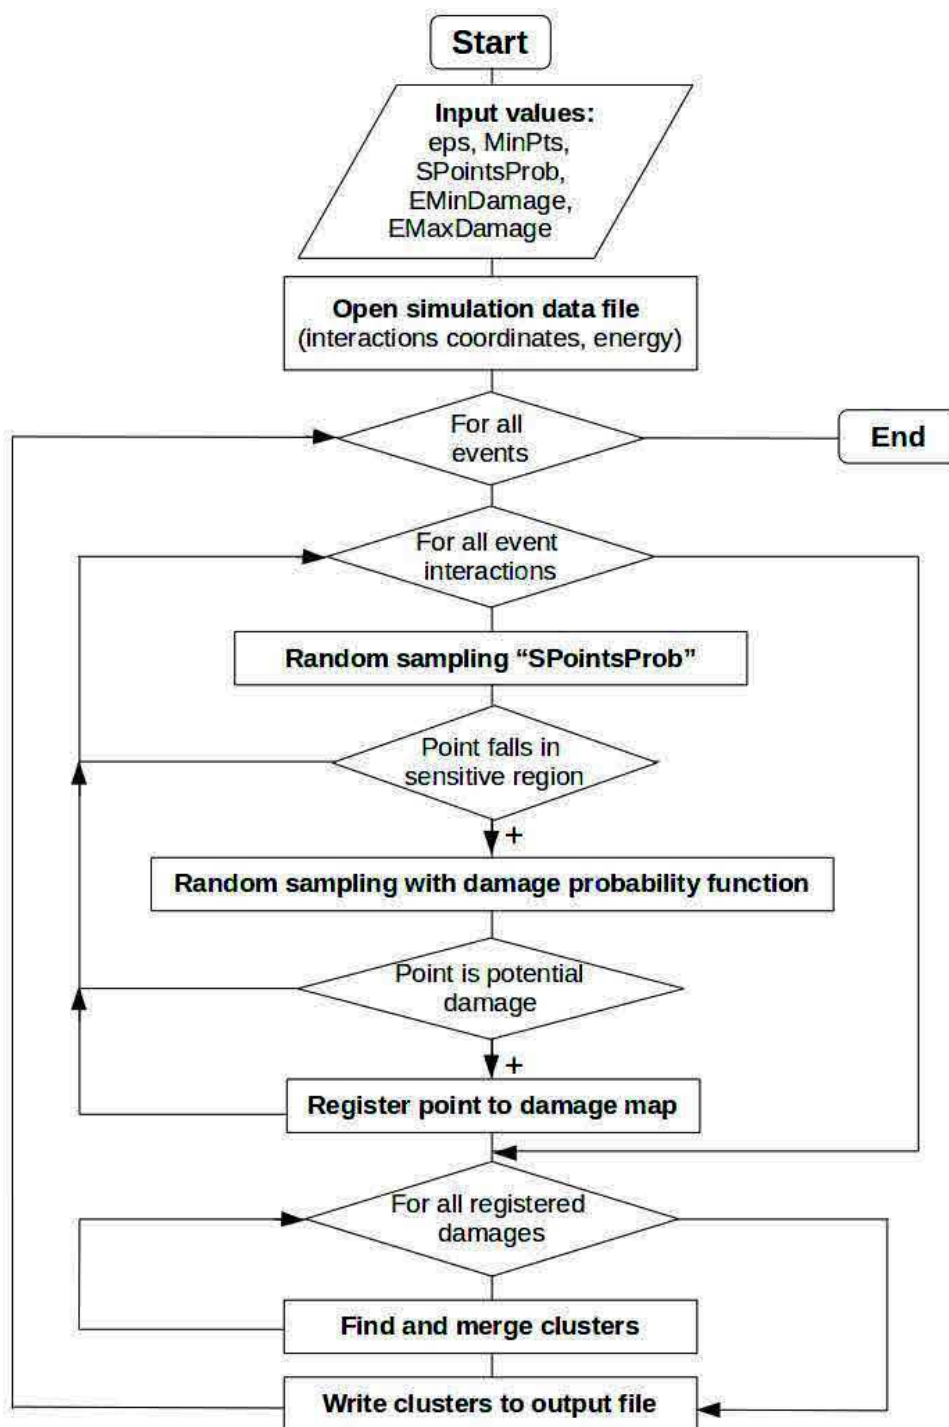 Start
Input values:
eps, MinPts,
SPointsProb,
EMinDamage,
EMaxDamage
Open simulation data file
(interactions coordinates, energy)
For all
events
End
For all event
interactions
Random sampling “SPointsProb”
Point falls in
sensitive region
+
Random sampling with damage probability function
Point is potential
damage
+
Register point to damage map
For all registered
damages
Find and merge clusters
Write clusters to output file